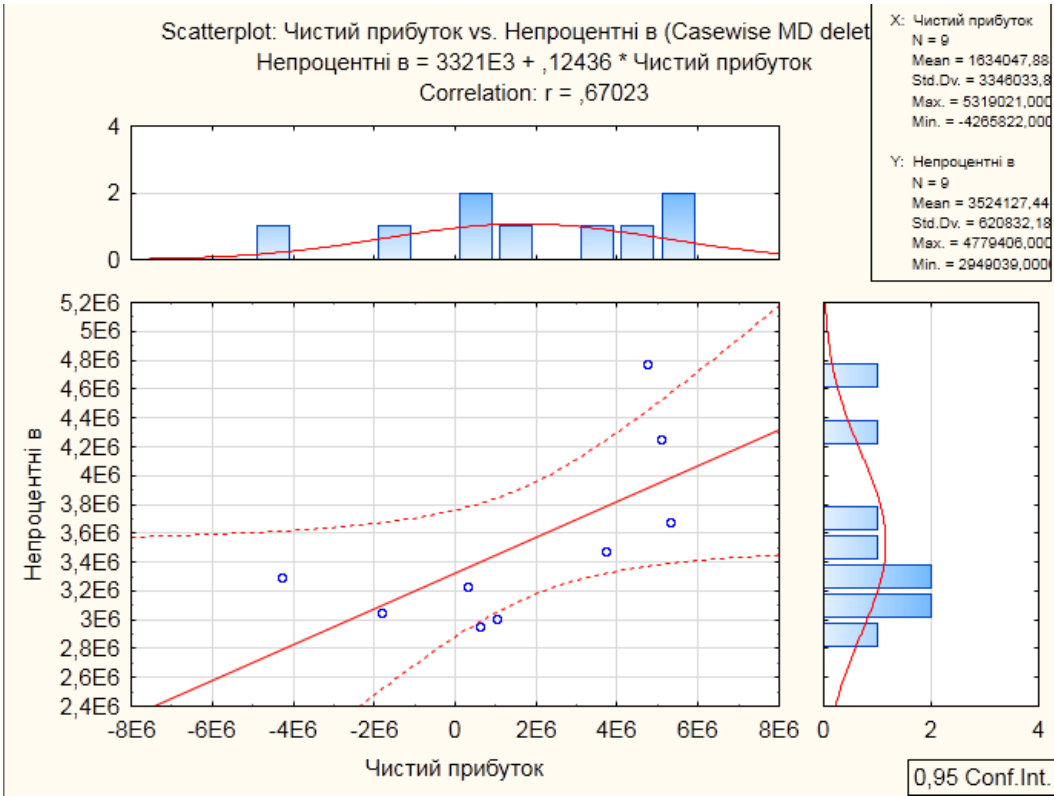 Scatterplot: Чистий прибуток vs. Непроцентні в (Casewise MD delet
Непроцентні в = 3321E3 + ,12436 * Чистий прибуток
Correlation: r = ,67023
X: Чистий прибуток
N = 9
Mean = 1634047,88
Std.Dv. = 3346033,8
Max. = 5319021,000
Min. = -4265822,000
Y: Непроцентні в
N = 9
Mean = 3524127,44
Std.Dv. = 620832,18
Max. = 4779406,000
Min. = 2949039,0000
4
2
0
5,2E6
5E6
4,8E6
4,6E6
4,4E6
4,2E6
4E6
3,8E6
3,6E6
3,4E6
3,2E6
3E6
2,8E6
2,6E6
2,4E6
Непроцентні в
-8E6 -6E6 -4E6 -2E6 0 2E6 4E6 6E6 8E6
Чистий прибуток
0 2 4
0,95 Conf.Int.